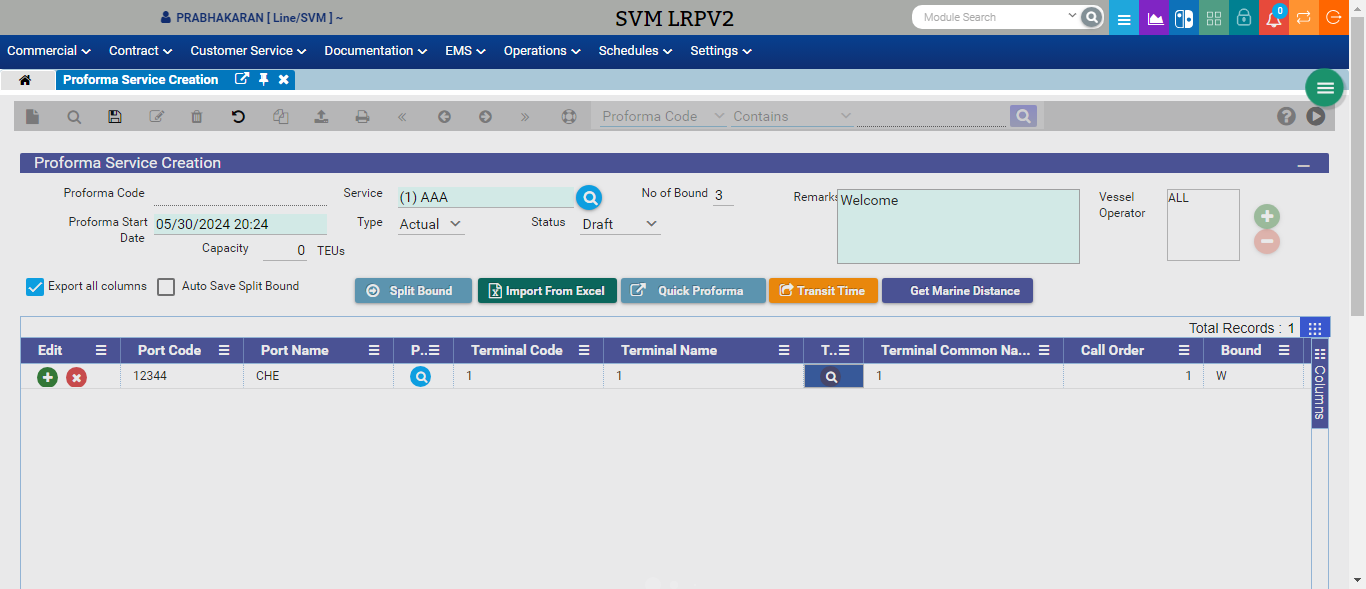 PRABHAKARAN [ Line/SVM ] ~
SVM LRPV2
Module Search
0
Commercial Contract Customer Service Documentation EMS Operations Schedules Settings
Proforma Service Creation
Proforma Code Contains
Proforma Service Creation
Proforma Code Service (1) AAA No of Bound 3 Remarks Welcome Vessel Operator ALL
Proforma Start Date 05/30/2024 20:24 Type Actual Status Draft
Capacity 0 TEUs
Export all columns Auto Save Split Bound Split Bound Import From Excel Quick Proforma Transit Time Get Marine Distance
Total Records : 1
Edit Port Code Port Name P.. Terminal Code Terminal Name T.. Terminal Common Na... Call Order Bound
12344 CHE 1 1 1 1 W
Columns